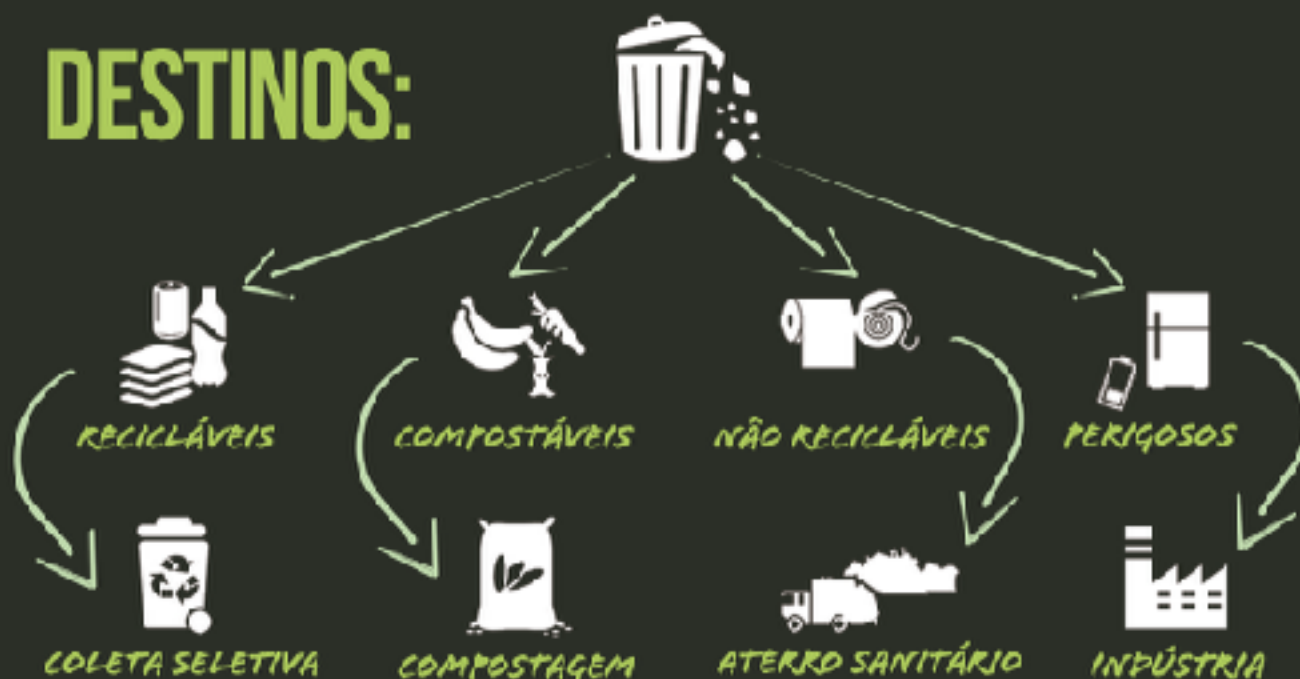 DESTINOS:
RECICLÁVEIS
COMPOSTÁVEIS
NÃO RECICLÁVEIS
PERIGOSOS
COLETA SELETIVA
COMPOSTAGEM
ATERRO SANITÁRIO
INDÚSTRIA